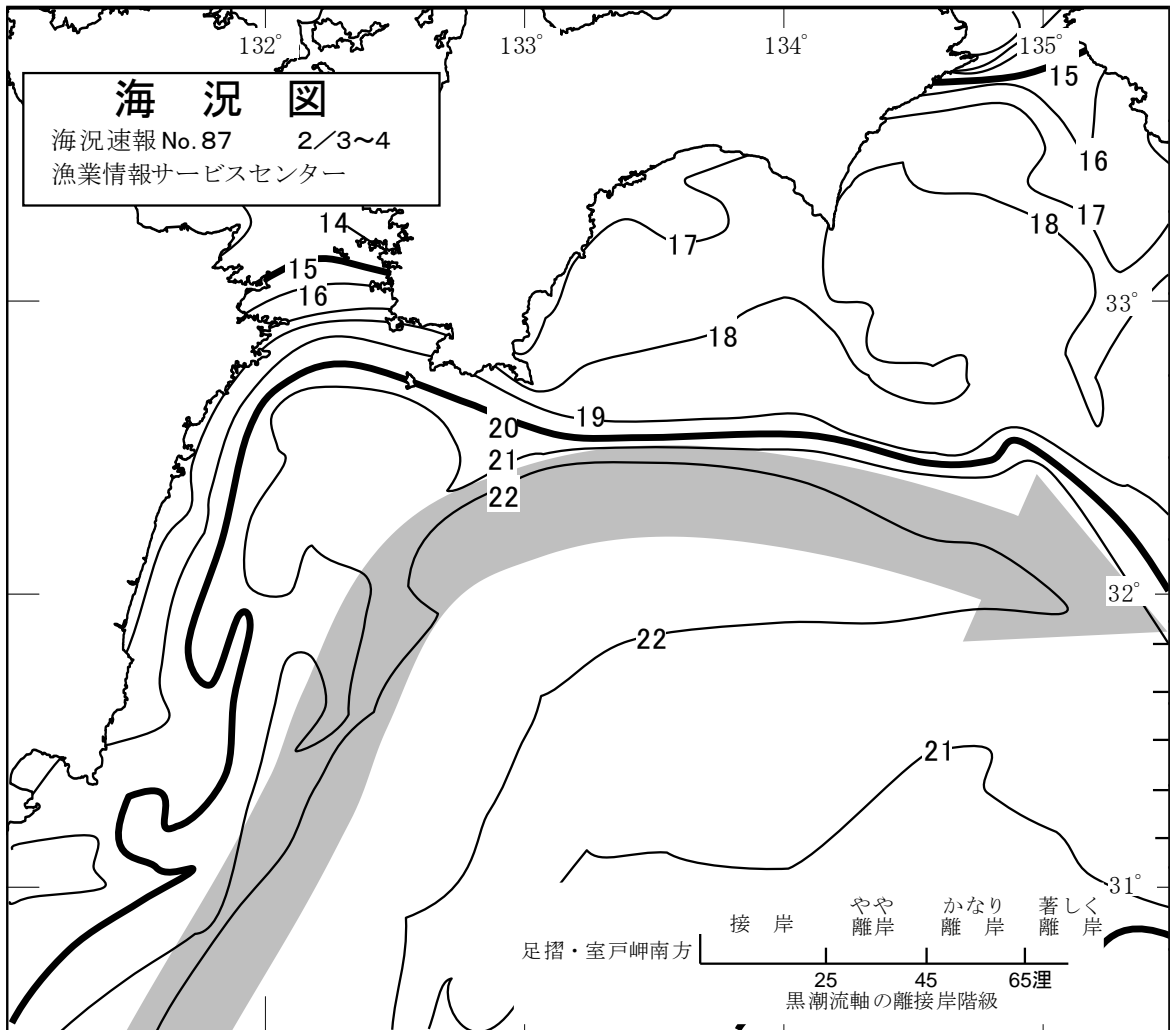 132° 133° 134° 135°
海況図
海況速報No.87 2/3~4
漁業情報サービスセンター
15
16
14
17
18
17
15
16
33°
18
19
20
21
22
32°
22
21
31°
接岸 やや離岸 かなり離岸 著しく離岸
足摺・室戸岬南方
25 45 65浬
黒潮流軸の離接岸階級